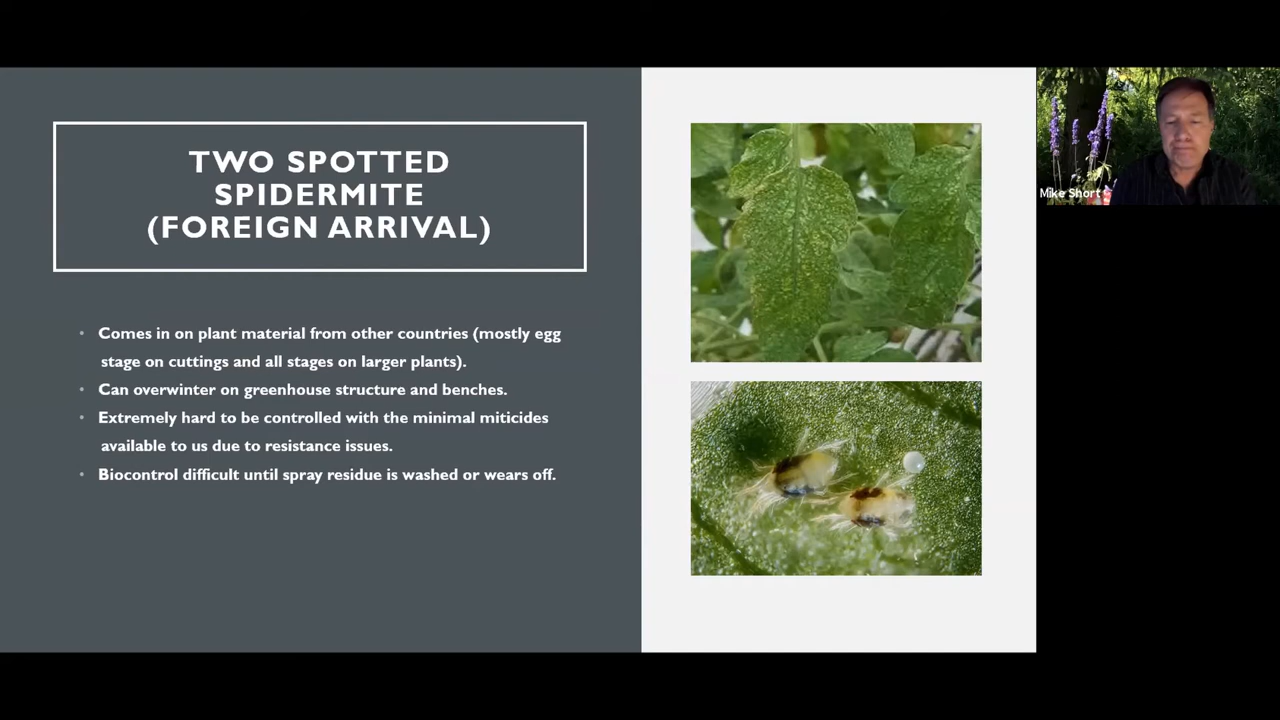 TWO SPOTTED
SPIDERMITE
(FOREIGN ARRIVAL)
• Comes in on plant material from other countries (mostly egg
stage on cuttings and all stages on larger plants).
• Can overwinter on greenhouse structure and benches.
• Extremely hard to be controlled with the minimal miticides
available to us due to resistance issues.
• Biocontrol difficult until spray residue is washed or wears off.
Mike Short